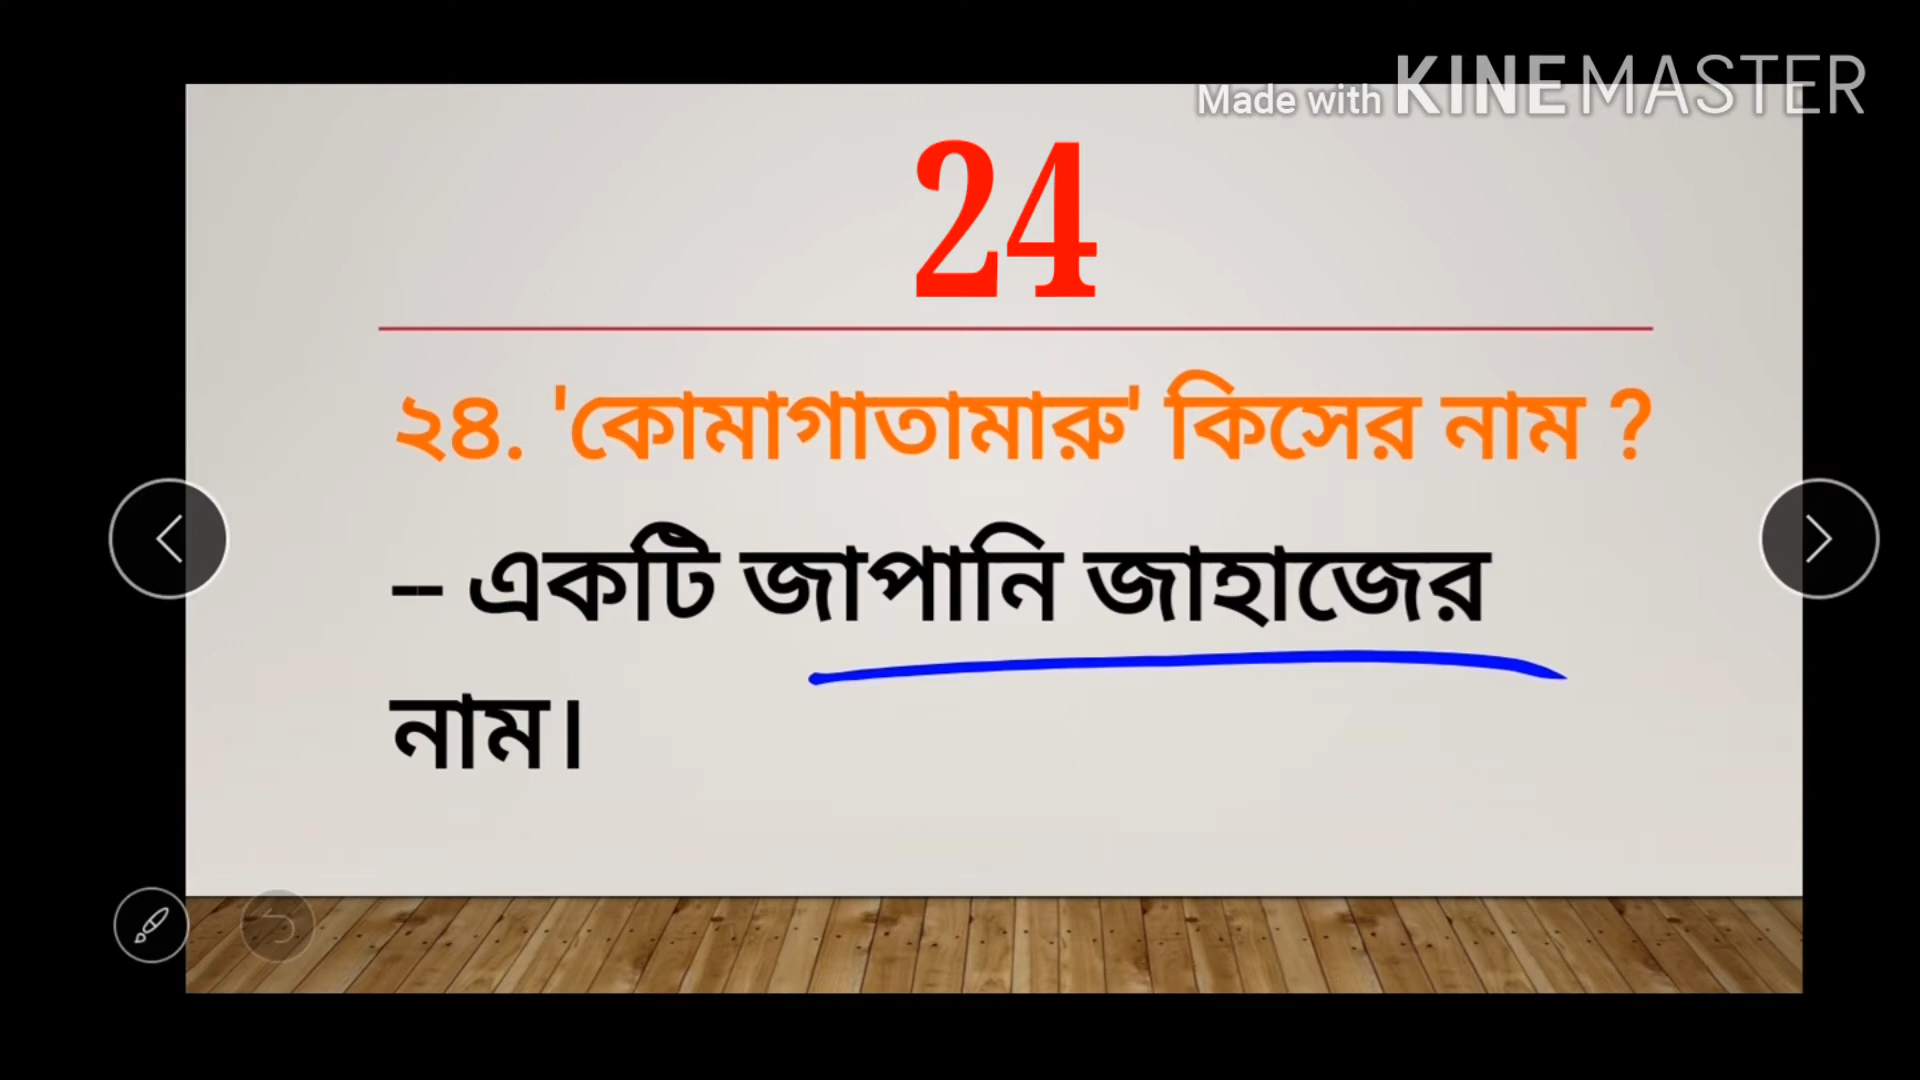 Made with KINEMASTER
24
২৪. 'কোমাগাতামারু' কিসের নাম ?
– একটি জাপানি জাহাজের
নাম।